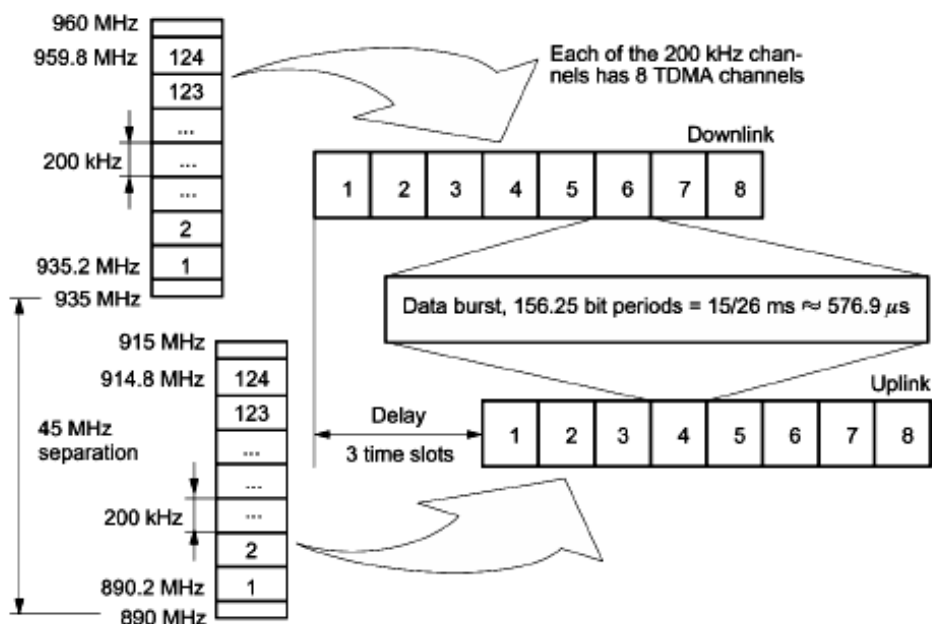 960 MHz
959.8 MHz
124
123
...
200 kHz
...
...
2
935.2 MHz
1
935 MHz
Each of the 200 kHz chan-
nels has 8 TDMA channels
Downlink
1 2 3 4 5 6 7 8
Data burst, 156.25 bit periods = 15/26 ms ≈ 576.9 μs
915 MHz
914.8 MHz
124
123
...
...
45 MHz
separation
200 kHz
...
2
890.2 MHz
1
890 MHz
Delay
3 time slots
Uplink
1 2 3 4 5 6 7 8